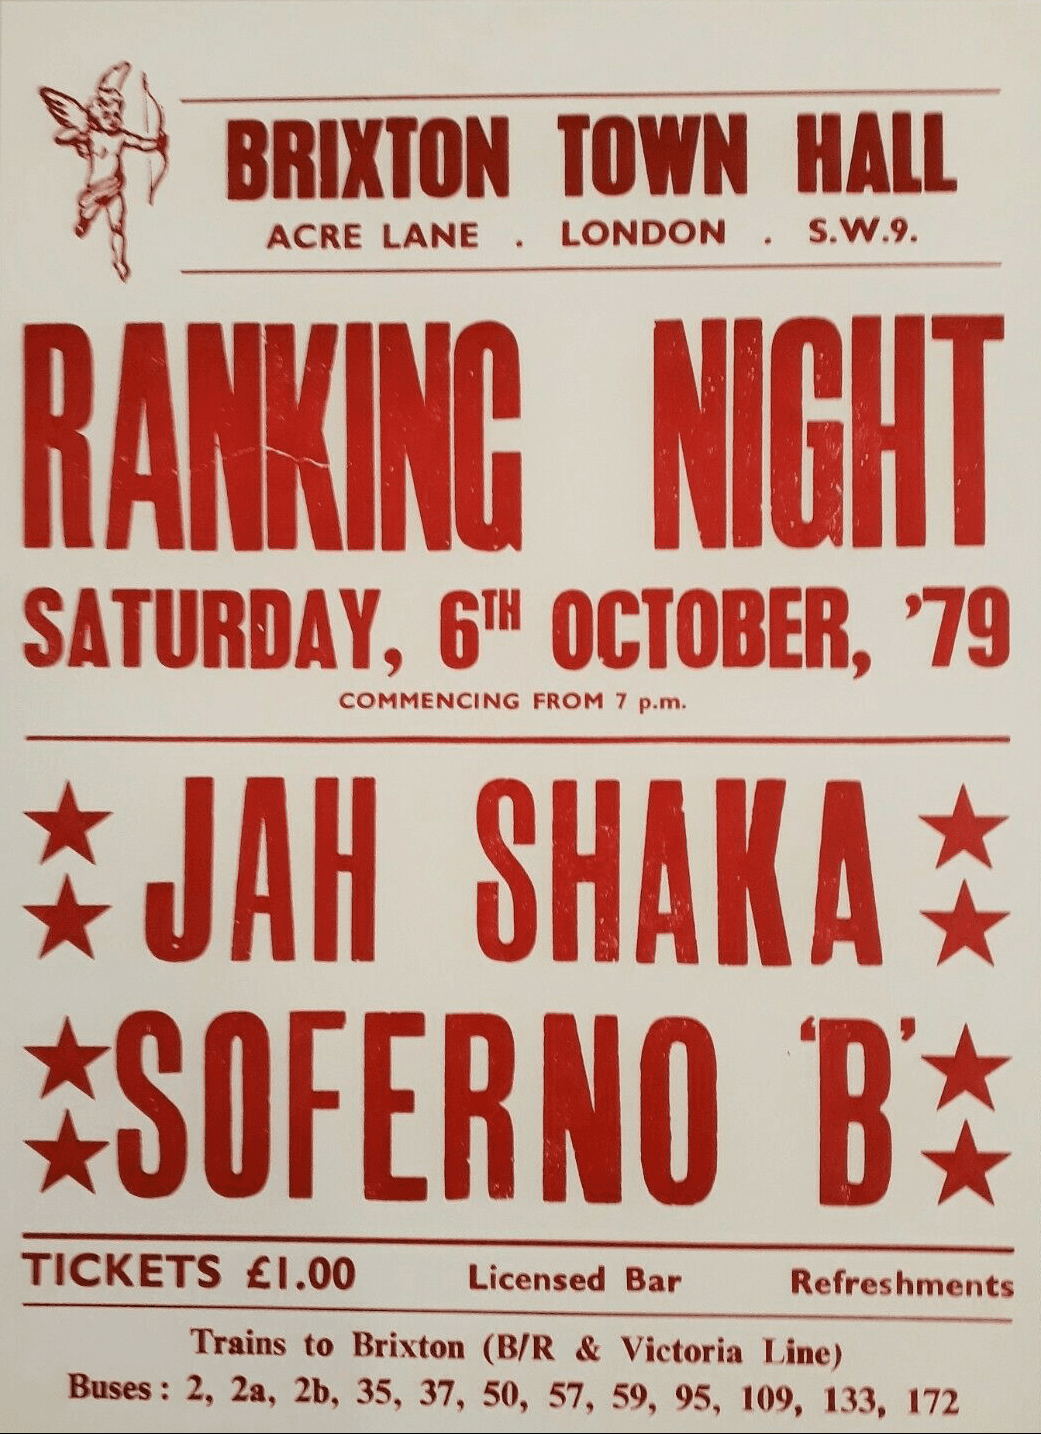 BRIXTON TOWN HALL
ACRE LANE . LONDON . S.W.9.
RANKING NIGHT
SATURDAY, 6TH OCTOBER, '79
COMMENCING FROM 7 p.m.
JAH SHAKA
SOFERNO 'B'
TICKETS £1.00 Licensed Bar Refreshments
Trains to Brixton (B/R & Victoria Line)
Buses : 2, 2a, 2b, 35, 37, 50, 57, 59, 95, 109, 133, 172